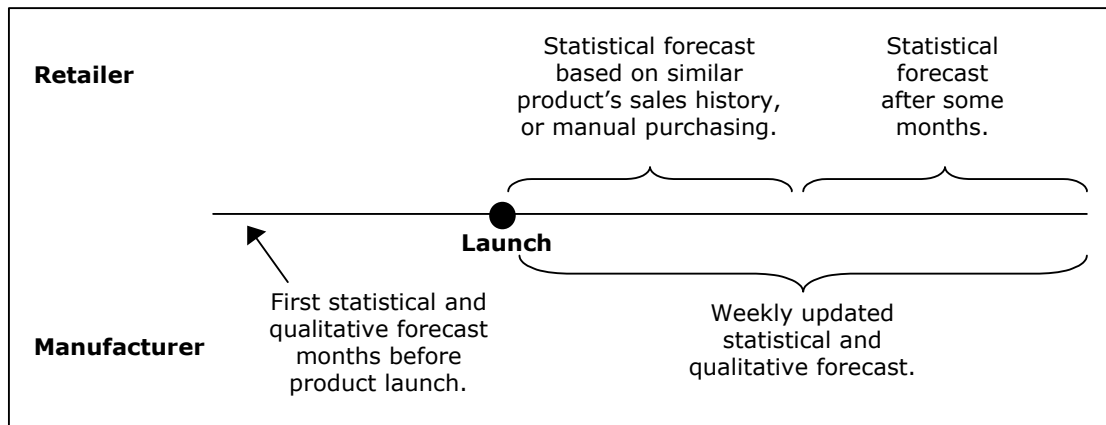 Retailer
Statistical forecast
based on similar
product’s sales history,
or manual purchasing.
Statistical
forecast
after some
months.
Launch
Manufacturer
First statistical and
qualitative forecast
months before
product launch.
Weekly updated
statistical and
qualitative forecast.